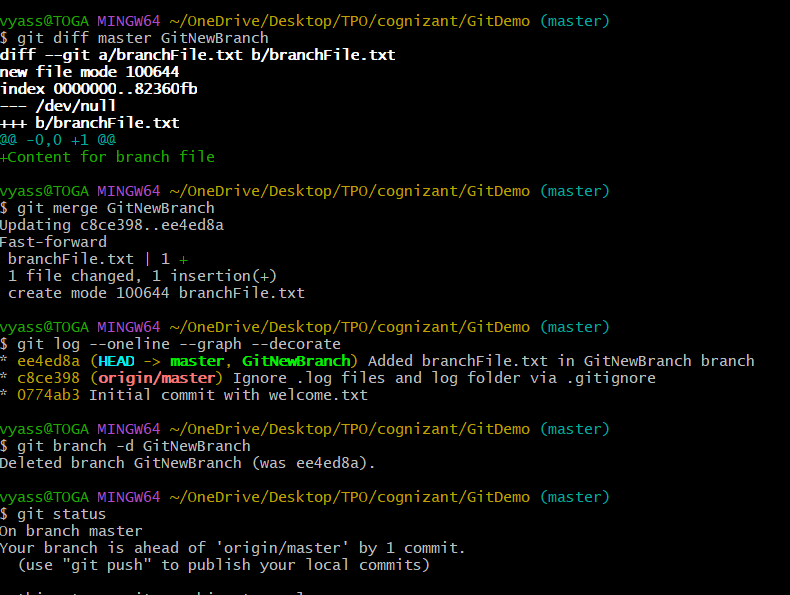 vyass@TOGA MINGW64 ~/OneDrive/Desktop/TPO/cognizant/GitDemo (master)
$ git diff master GitNewBranch
diff --git a/branchFile.txt b/branchFile.txt
new file mode 100644
index 0000000..82360fb
--- /dev/null
+++ b/branchFile.txt
@@ -0,0 +1 @@
+Content for branch file
vyass@TOGA MINGW64 ~/OneDrive/Desktop/TPO/cognizant/GitDemo (master)
$ git merge GitNewBranch
Updating c8ce398..ee4ed8a
Fast-forward
branchFile.txt | 1 +
1 file changed, 1 insertion(+)
create mode 100644 branchFile.txt
vyass@TOGA MINGW64 ~/OneDrive/Desktop/TPO/cognizant/GitDemo (master)
$ git log --oneline --graph --decorate
* ee4ed8a (HEAD -> master, GitNewBranch) Added branchFile.txt in GitNewBranch branch
* c8ce398 (origin/master) Ignore .log files and log folder via .gitignore
* 0774ab3 Initial commit with welcome.txt
vyass@TOGA MINGW64 ~/OneDrive/Desktop/TPO/cognizant/GitDemo (master)
$ git branch -d GitNewBranch
Deleted branch GitNewBranch (was ee4ed8a).
vyass@TOGA MINGW64 ~/OneDrive/Desktop/TPO/cognizant/GitDemo (master)
$ git status
On branch master
Your branch is ahead of 'origin/master' by 1 commit.
(use "git push" to publish your local commits)